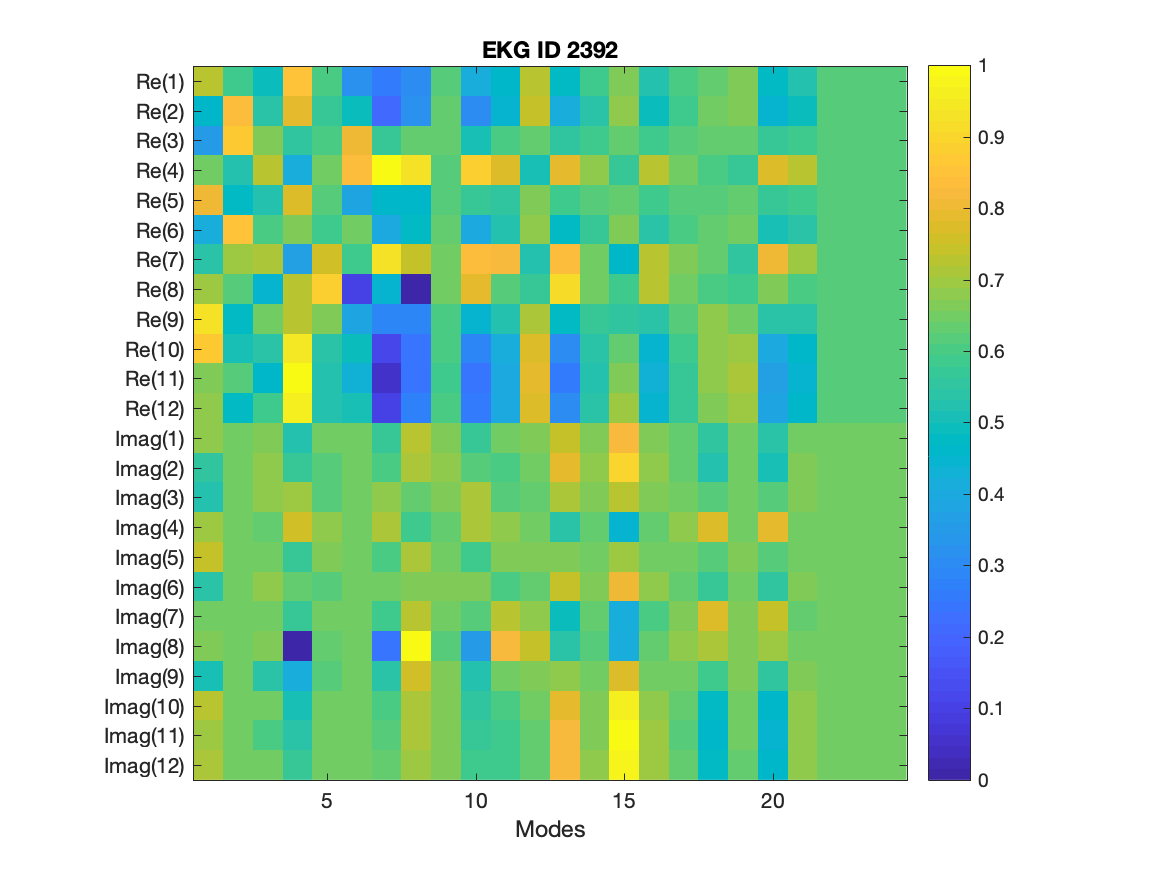 EKG ID 2392
Re(1)
Re(2)
Re(3)
Re(4)
Re(5)
Re(6)
Re(7)
Re(8)
Re(9)
Re(10)
Re(11)
Re(12)
Imag(1)
Imag(2)
Imag(3)
Imag(4)
Imag(5)
Imag(6)
Imag(7)
Imag(8)
Imag(9)
Imag(10)
Imag(11)
Imag(12)
5 10 15 20
Modes
1
0.9
0.8
0.7
0.6
0.5
0.4
0.3
0.2
0.1
0